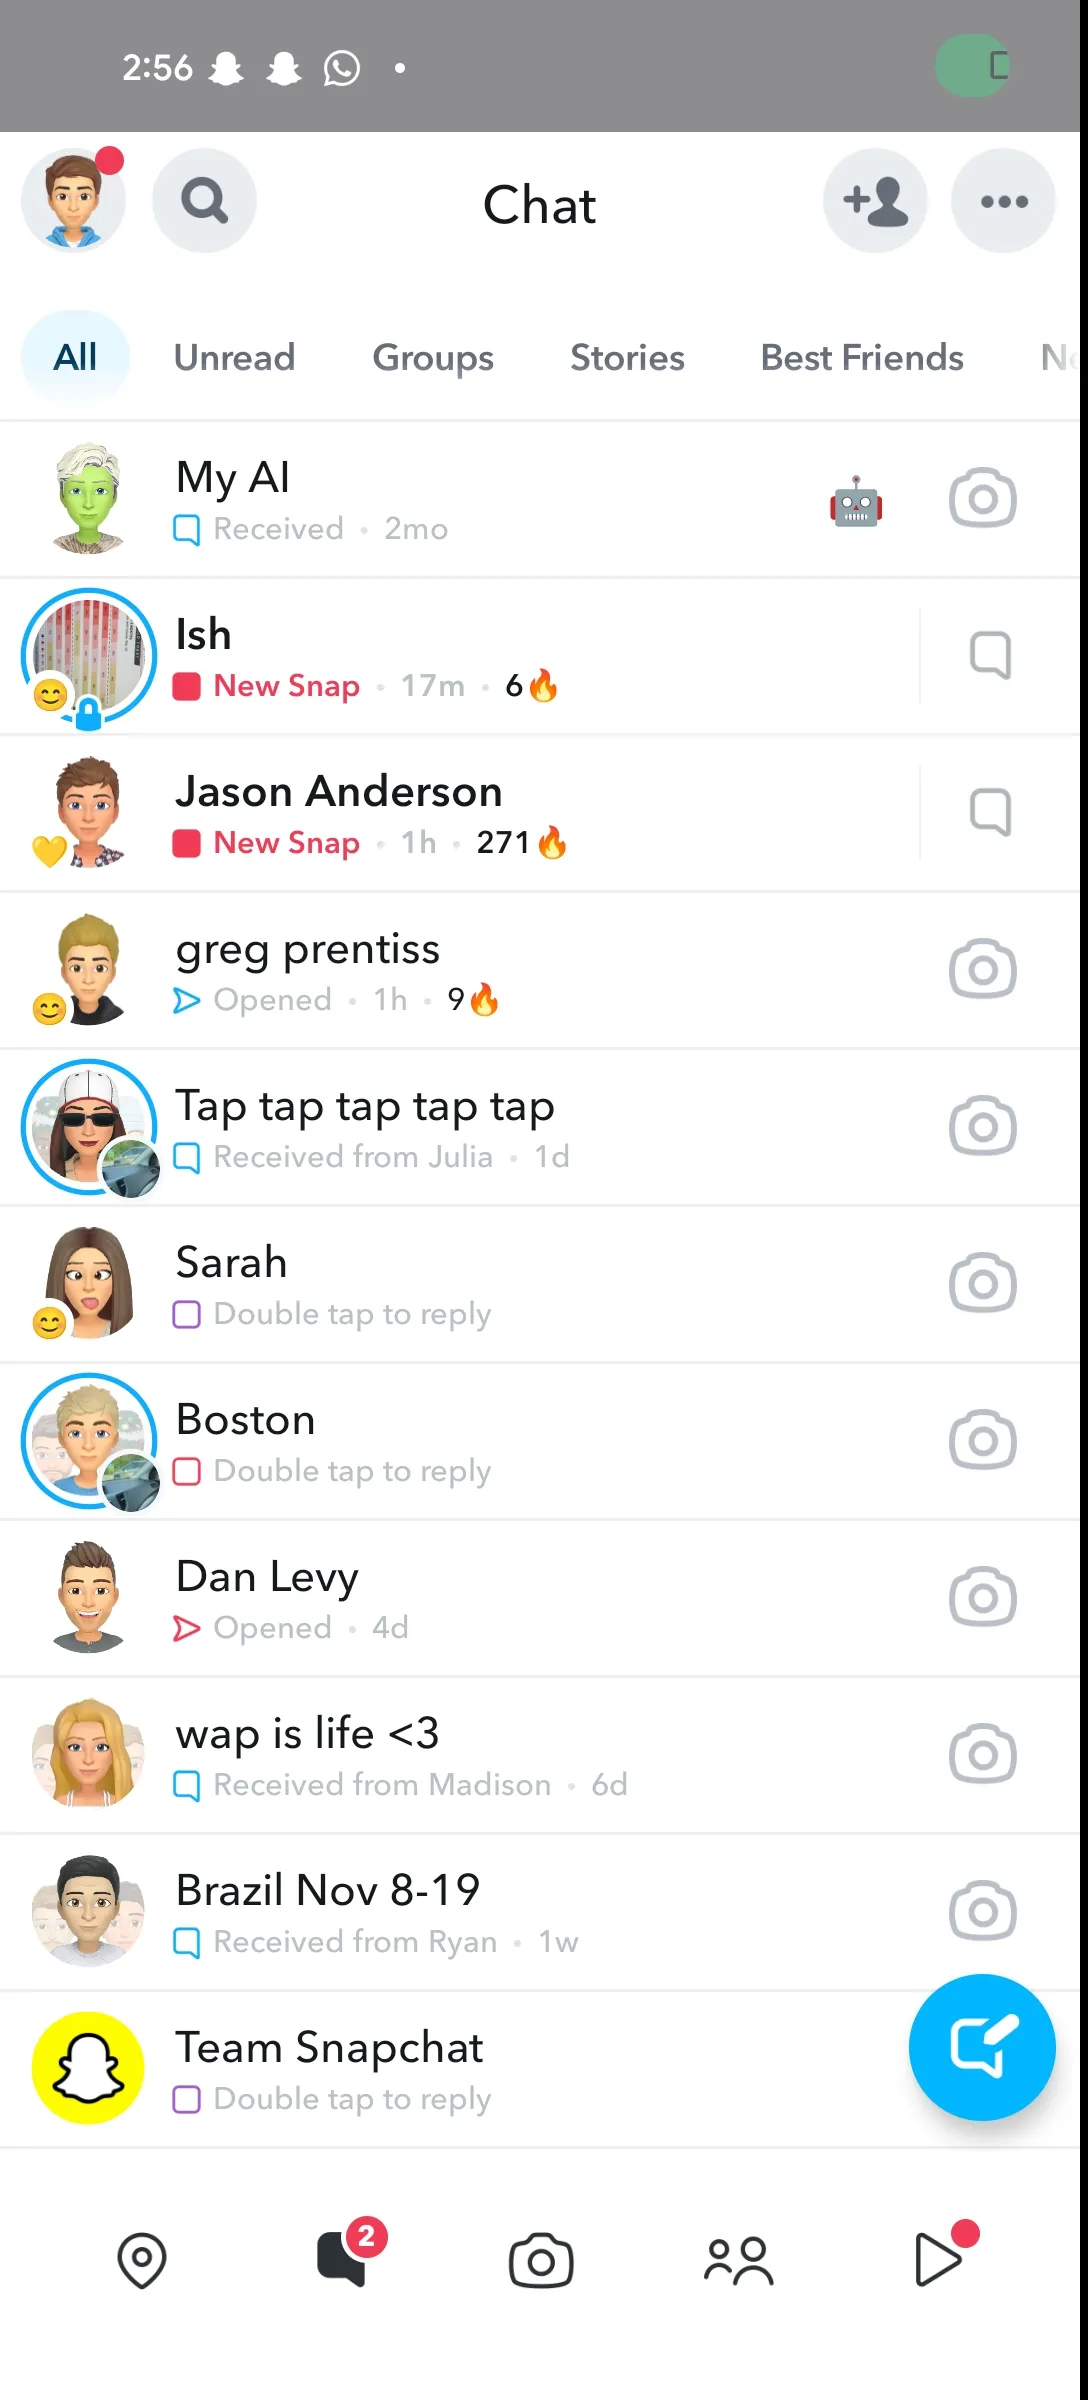 2:56
Chat
All Unread Groups Stories Best Friends
My AI
Received • 2mo
Ish
New Snap • 17m • 6🔥
Jason Anderson
New Snap • 1h • 271🔥
greg prentiss
Opened • 1h • 9🔥
Tap tap tap tap tap
Received from Julia • 1d
Sarah
Double tap to reply
Boston
Double tap to reply
Dan Levy
Opened • 4d
wap is life <3
Received from Madison • 6d
Brazil Nov 8-19
Received from Ryan • 1w
Team Snapchat
Double tap to reply
2